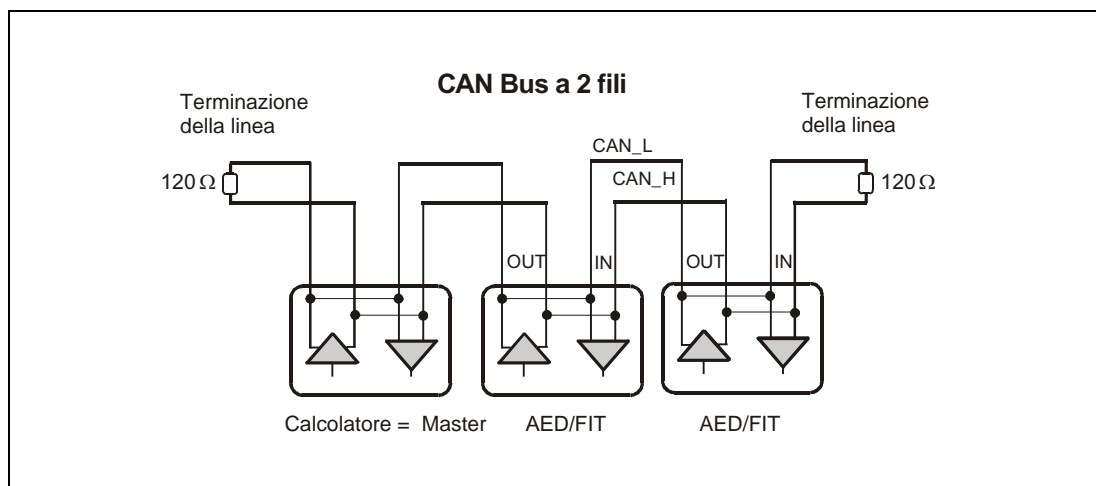 CAN Bus a 2 fili
Terminazione
della linea
Terminazione
della linea
CAN_L
120 Ω
CAN_H
120 Ω
OUT
IN
OUT
IN
Calcolatore = Master
AED/FIT
AED/FIT